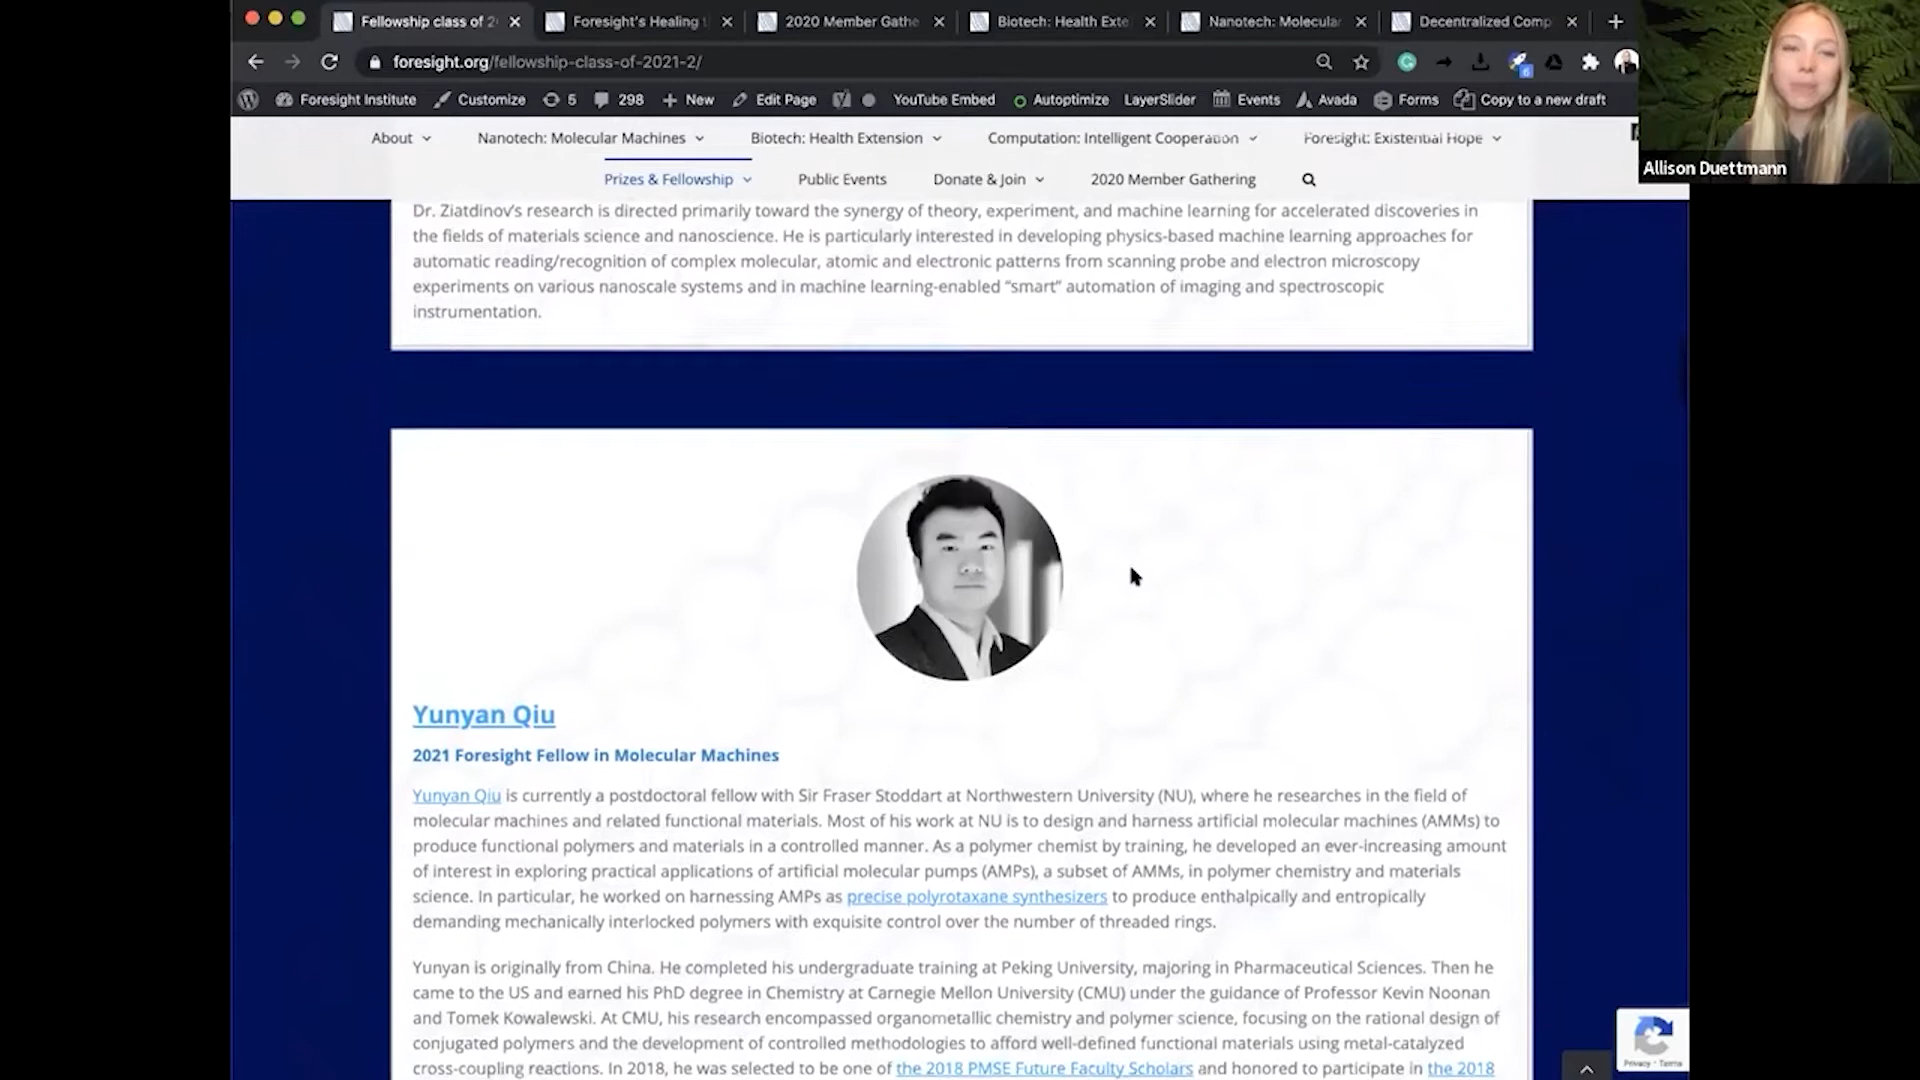 Fellowship class of 2
Foresight's Healing t
2020 Member Gathe
Biotech: Health Exte
Nanotech: Molecular
Decentralized Comp
foresight.org/fellowship-class-of-2021-2/
6
Foresight Institute
Customize
5
298
New
Edit Page
YouTube Embed
Autoptimize
LayerSlider
Events
Avada
Forms
Copy to a new draft
About
Nanotech: Molecular Machines
Biotech: Health Extension
Computation: Intelligent Cooperation
Foresight: Existential Hope
Allison Duettmann
Prizes & Fellowship
Public Events
Donate & Join
2020 Member Gathering
Dr. Ziatdinov's research is directed primarily toward the synergy of theory, experiment, and machine learning for accelerated discoveries in
the fields of materials science and nanoscience. He is particularly interested in developing physics-based machine learning approaches for
automatic reading/recognition of complex molecular, atomic and electronic patterns from scanning probe and electron microscopy
experiments on various nanoscale systems and in machine learning-enabled "smart" automation of imaging and spectroscopic
instrumentation.
Yunyan Qiu
2021 Foresight Fellow in Molecular Machines
Yunyan Qiu is currently a postdoctoral fellow with Sir Fraser Stoddart at Northwestern University (NU), where he researches in the field of
molecular machines and related functional materials. Most of his work at NU is to design and harness artificial molecular machines (AMMs) to
produce functional polymers and materials in a controlled manner. As a polymer chemist by training, he developed an ever-increasing amount
of interest in exploring practical applications of artificial molecular pumps (AMPs), a subset of AMMs, in polymer chemistry and materials
science. In particular, he worked on harnessing AMPs as precise polyrotaxane synthesizers to produce enthalpically and entropically
demanding mechanically interlocked polymers with exquisite control over the number of threaded rings.
Yunyan is originally from China. He completed his undergraduate training at Peking University, majoring in Pharmaceutical Sciences. Then he
came to the US and earned his PhD degree in Chemistry at Carnegie Mellon University (CMU) under the guidance of Professor Kevin Noonan
and Tomek Kowalewski. At CMU, his research encompassed organometallic chemistry and polymer science, focusing on the rational design of
conjugated polymers and the development of controlled methodologies to afford well-defined functional materials using metal-catalyzed
cross-coupling reactions. In 2018, he was selected to be one of the 2018 PMSE Future Faculty Scholars and honored to participate in the 2018
Privacy - Terms